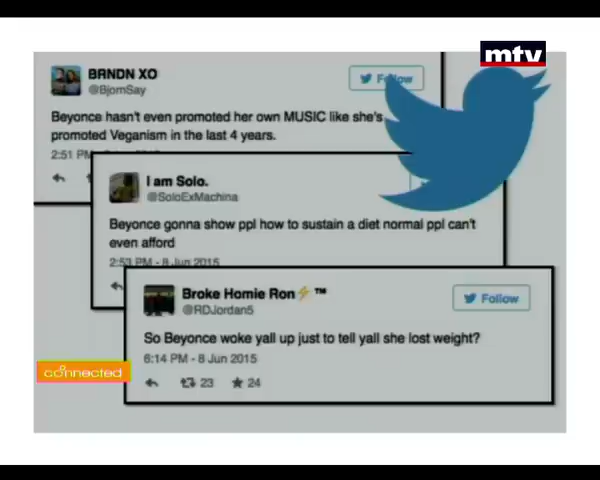 mtv
BRNDN XO
Follow
@BjornSay
Beyonce hasn't even promoted her own MUSIC like she's
promoted Veganism in the last 4 years.
2:51 PM
I am Solo.
@SoloExMachina
Beyonce gonna show ppl how to sustain a diet normal ppl can't
even afford
2:53 PM - 8 Jun 2015
Broke Homie Ron⚡™
Follow
@RDJordan5
So Beyonce woke yall up just to tell yall she lost weight?
6:14 PM - 8 Jun 2015
23 24
connected